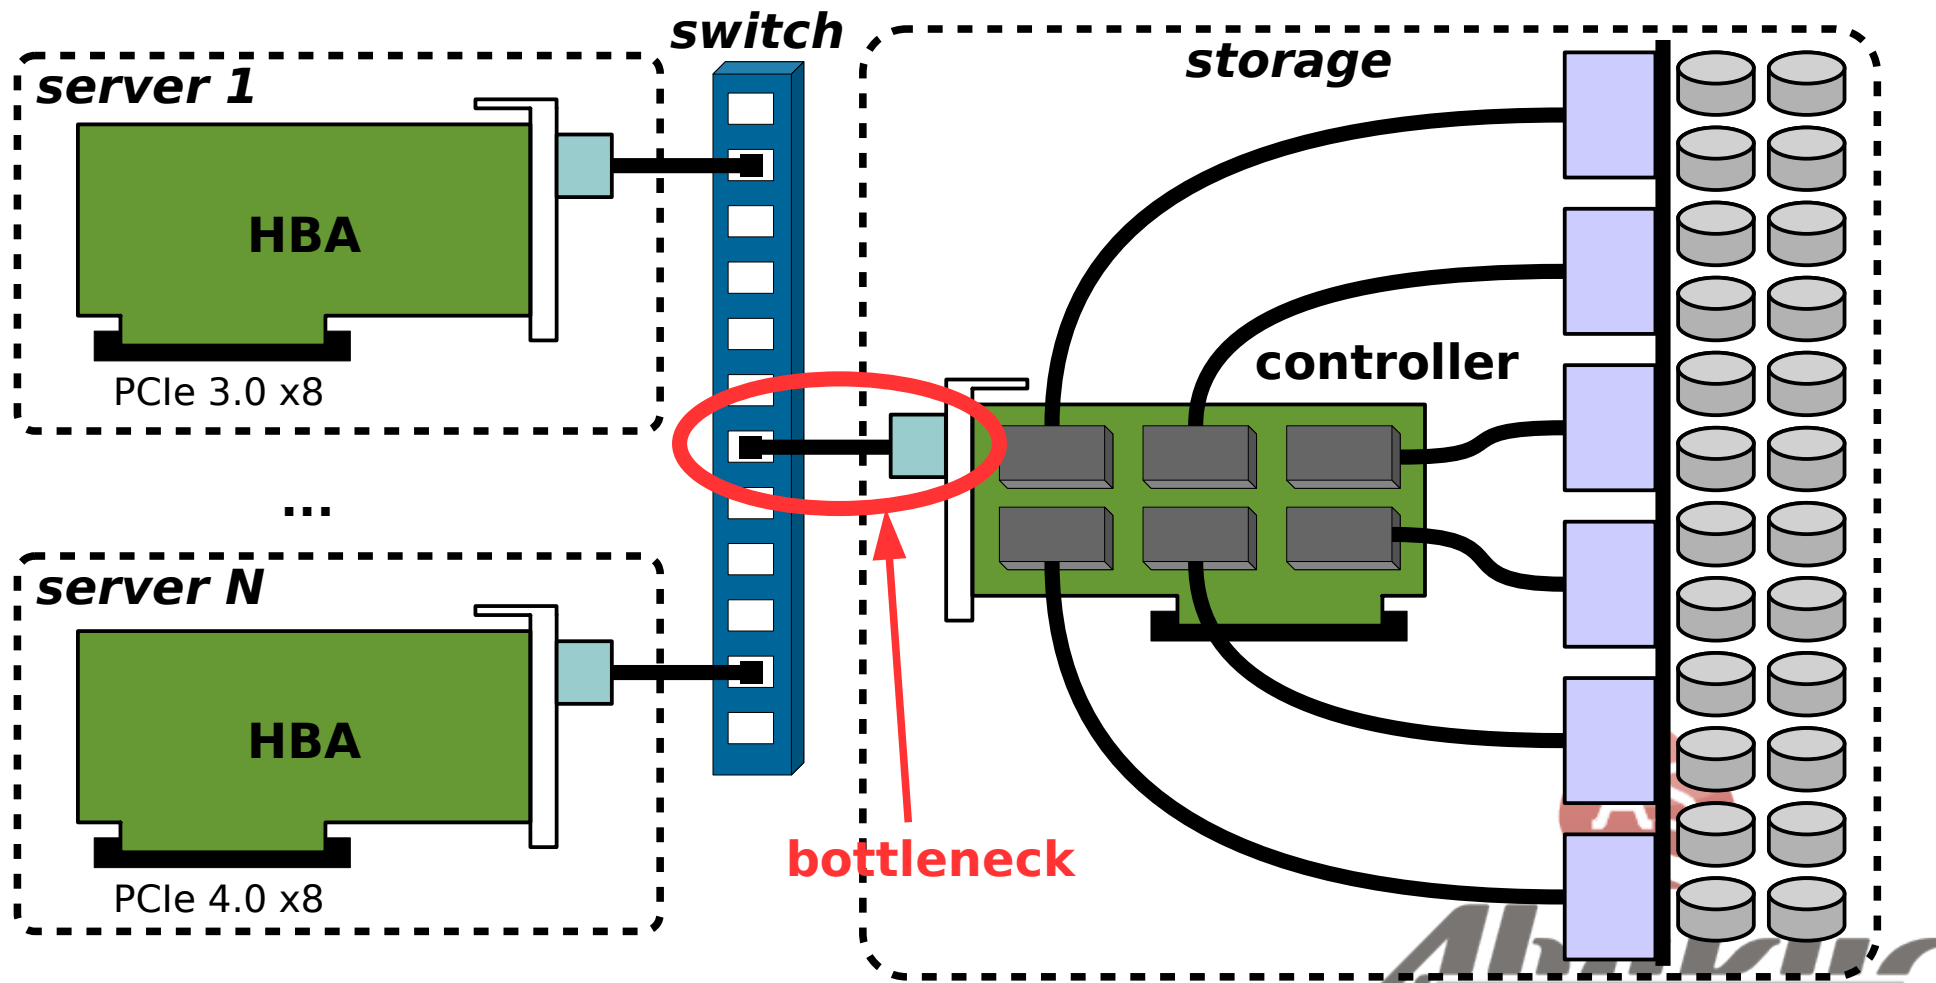 switch
storage
server 1
HBA
PCIe 3.0 x8
controller
...
server N
HBA
PCIe 4.0 x8
bottleneck